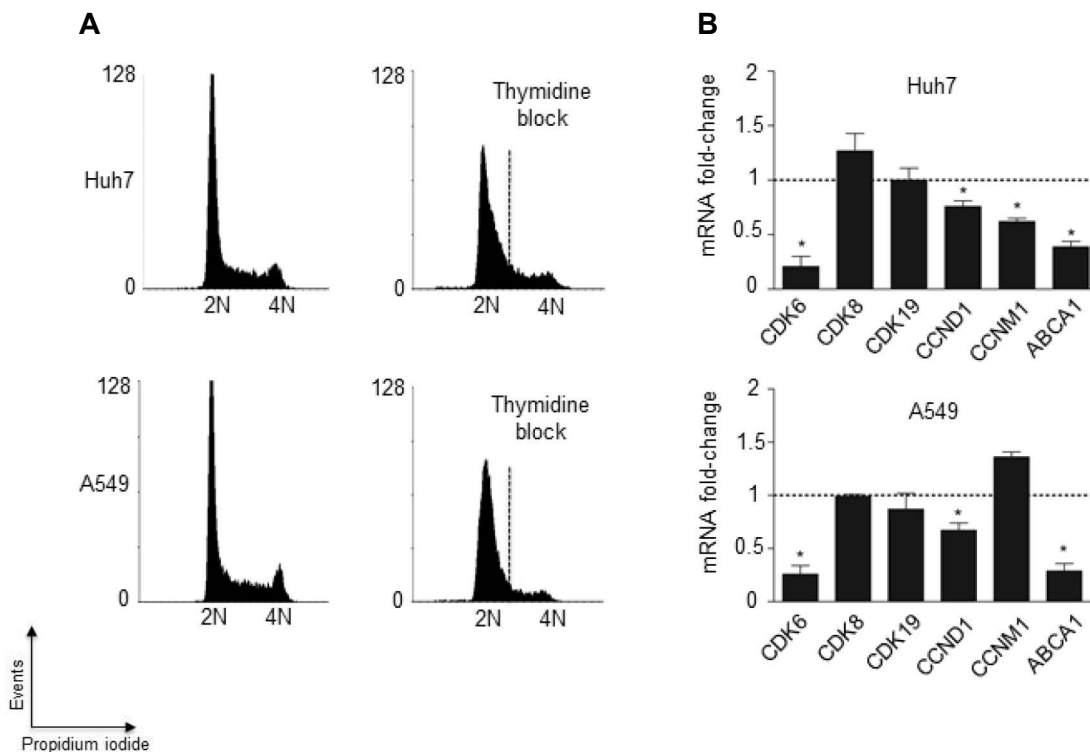 A
128
Huh7
0
2N 4N
128
Thymidine
block
0
2N 4N
128
A549
0
2N 4N
128
Thymidine
block
0
2N 4N
Events
Propidium iodide
B
Huh7
mRNA fold-change
2
1.5
1
0.5
0
* * * *
CDK6 CDK8 CDK19 CCND1 CCNM1 ABCA1
A549
mRNA fold-change
2
1.5
1
0.5
0
* * *
CDK6 CDK8 CDK19 CCND1 CCNM1 ABCA1